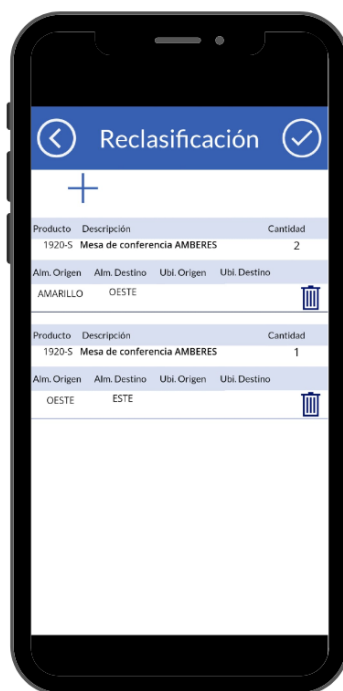 Reclasificación
Producto Descripción Cantidad
1920-S Mesa de conferencia AMBERES 2
Alm. Origen Alm. Destino Ubi. Origen Ubi. Destino
AMARILLO OESTE
Producto Descripción Cantidad
1920-S Mesa de conferencia AMBERES 1
Alm. Origen Alm. Destino Ubi. Origen Ubi. Destino
OESTE ESTE